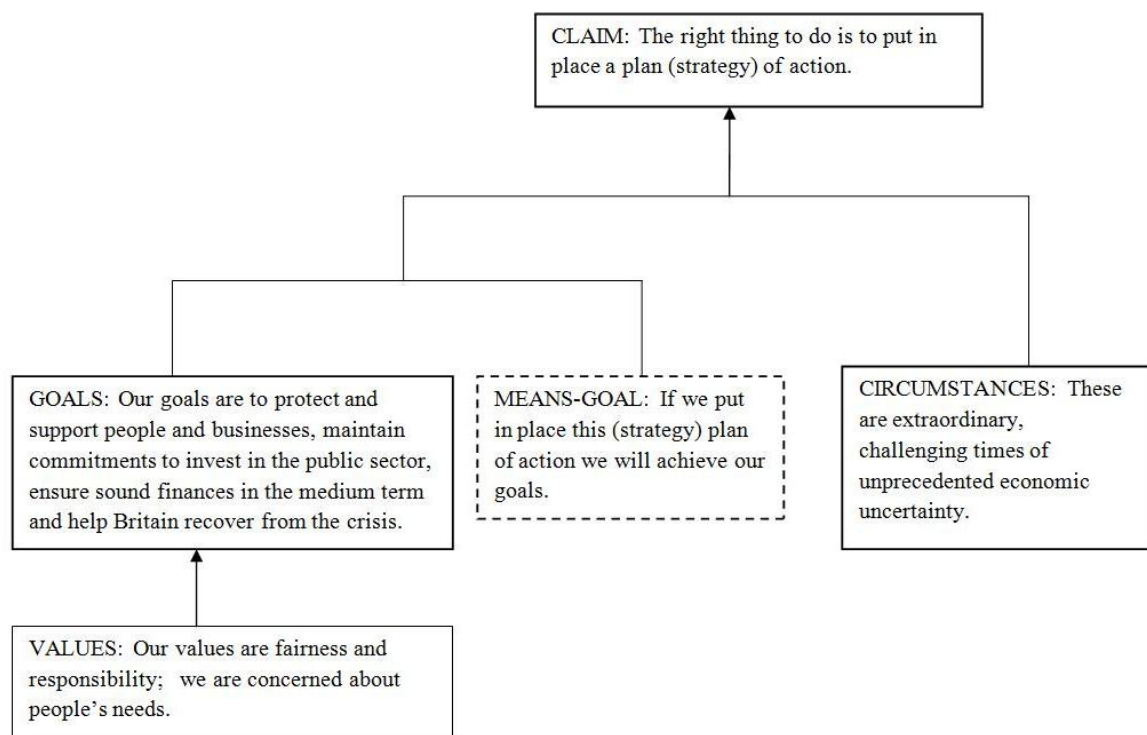 CLAIM: The right thing to do is to put in
place a plan (strategy) of action.
GOALS: Our goals are to protect and
support people and businesses, maintain
commitments to invest in the public sector,
ensure sound finances in the medium term
and help Britain recover from the crisis.
MEANS-GOAL: If we put
in place this (strategy) plan
of action we will achieve our
goals.
CIRCUMSTANCES: These
are extraordinary,
challenging times of
unprecedented economic
uncertainty.
VALUES: Our values are fairness and
responsibility; we are concerned about
people's needs.